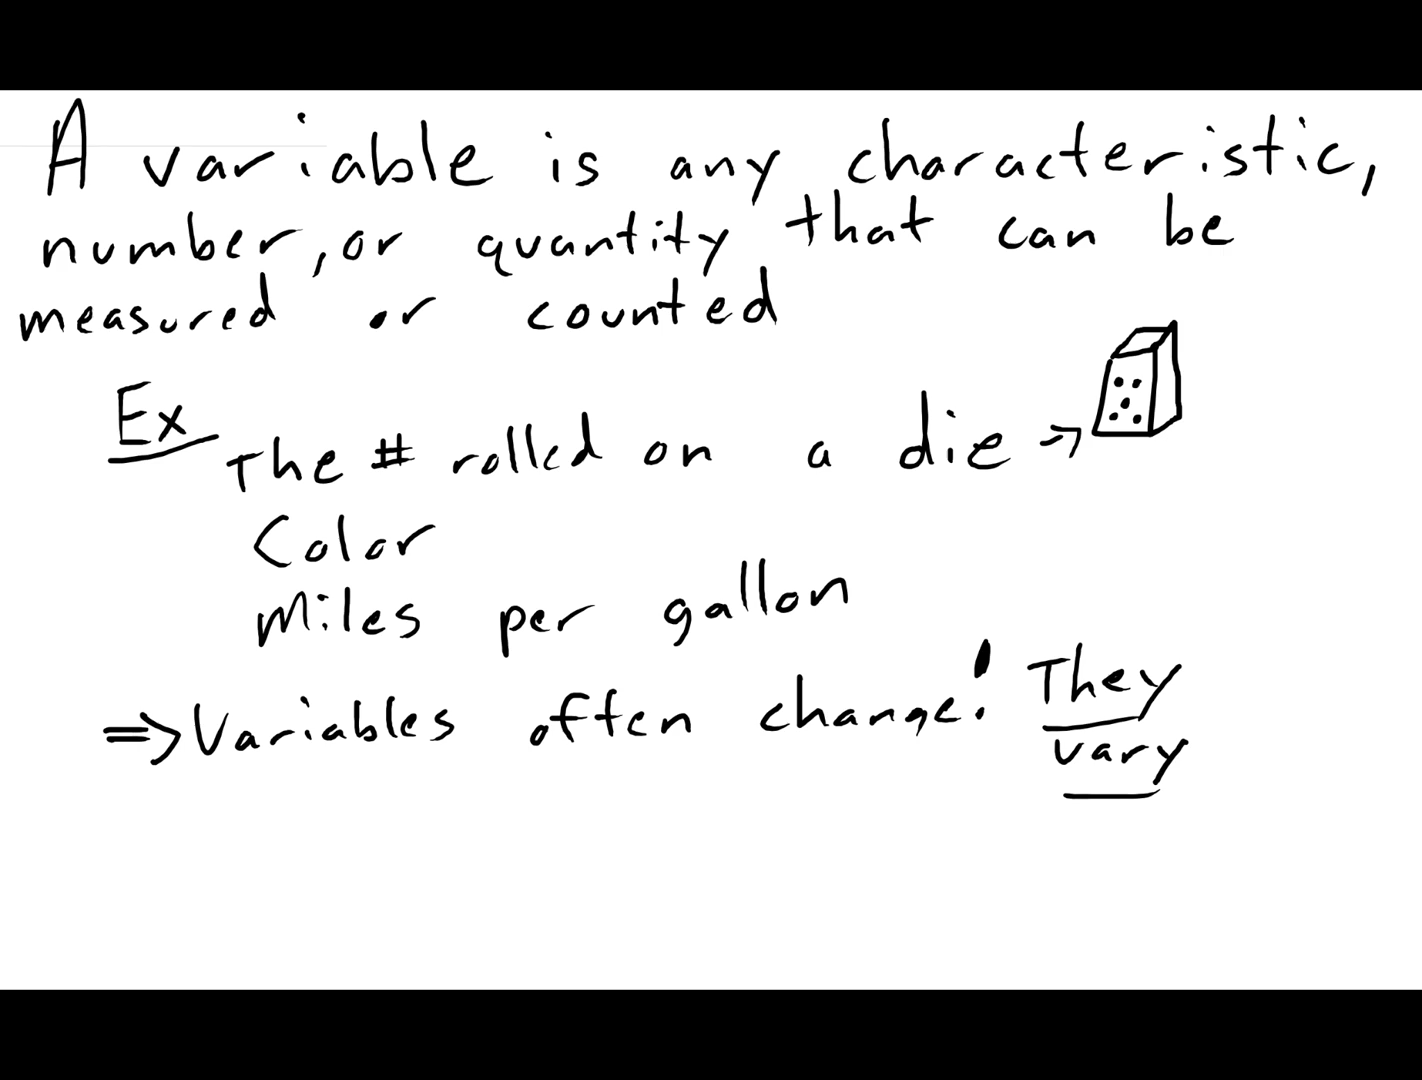 A variable is any characteristic,
number, or quantity that can be
measured or counted
Ex
The # rolled on a die →
Color
Miles per gallon
⇒ Variables often change! They
vary